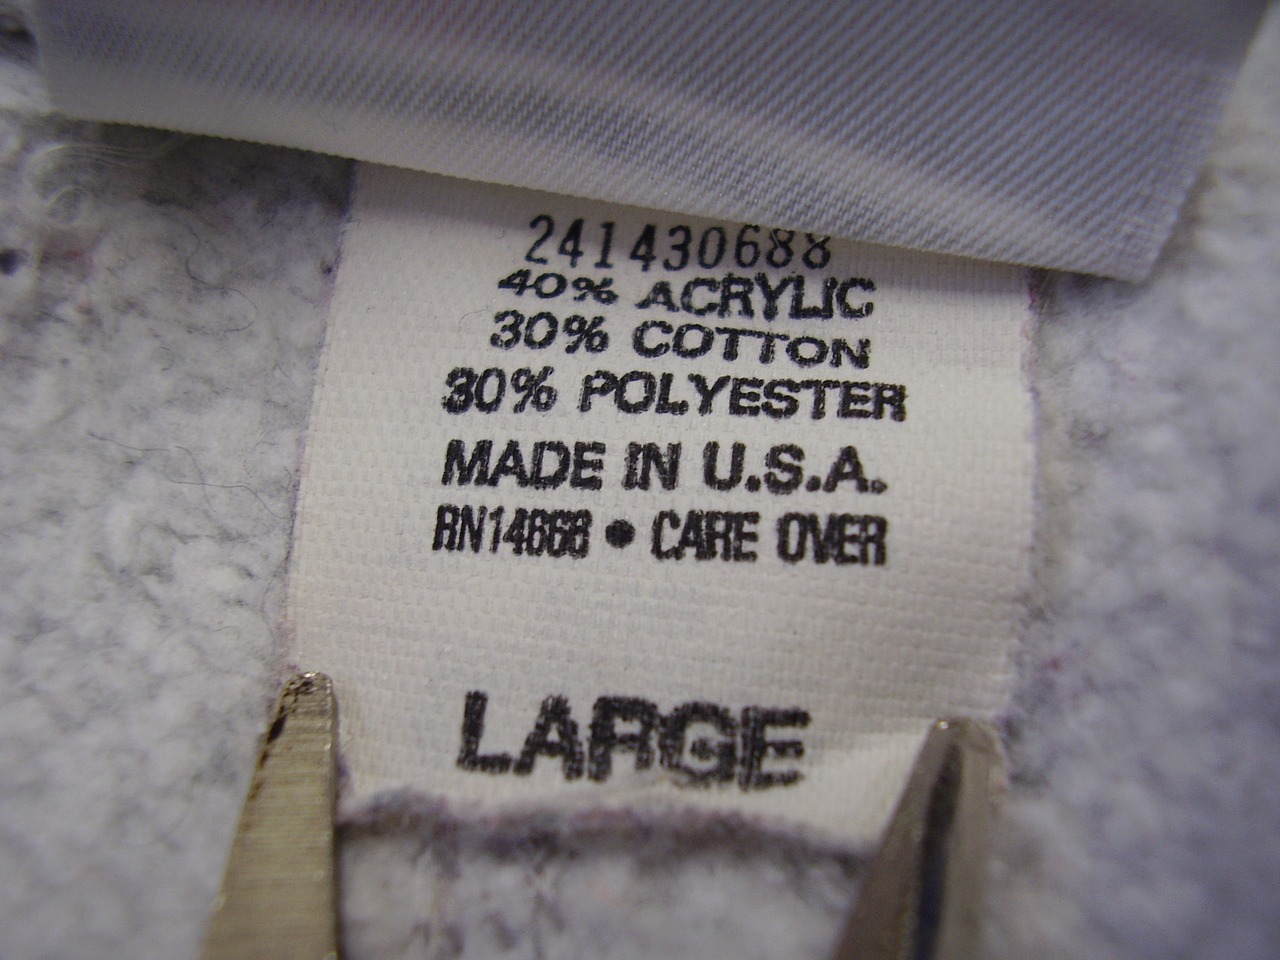 241430688
40% ACRYLIC
30% COTTON
30% POLYESTER
MADE IN U.S.A.
RN14668 • CARE OVER
LARGE